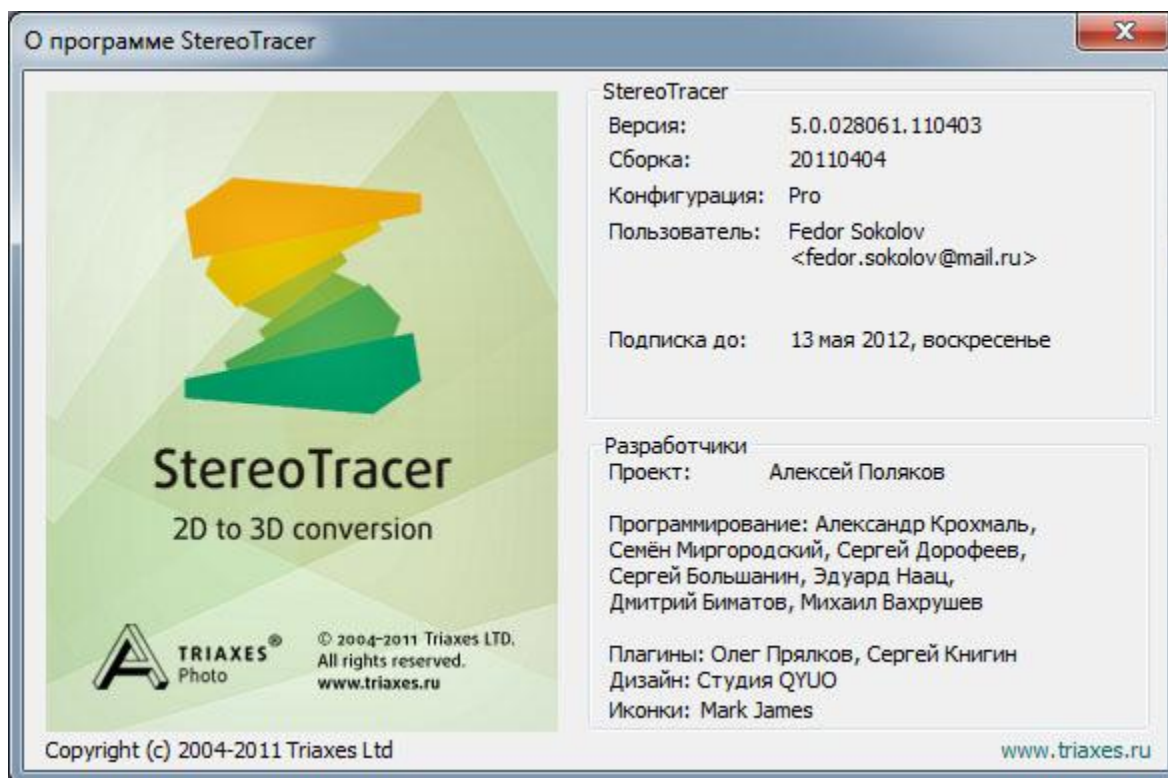 О программе StereoTracer
StereoTracer
2D to 3D conversion
TRIAXES®
Photo
© 2004-2011 Triaxes LTD.
All rights reserved.
www.triaxes.ru
StereoTracer
Версия: 5.0.028061.110403
Сборка: 20110404
Конфигурация: Pro
Пользователь: Fedor Sokolov
<fedor.sokolov@mail.ru>
Подписка до: 13 мая 2012, воскресенье
Разработчики
Проект: Алексей Поляков
Программирование: Александр Крохмаль,
Семён Миргородский, Сергей Дорофеев,
Сергей Большанин, Эдуард Наац,
Дмитрий Биматов, Михаил Вахрушев
Плагины: Олег Прялков, Сергей Книгин
Дизайн: Студия QYUO
Иконки: Mark James
Copyright (c) 2004-2011 Triaxes Ltd
www.triaxes.ru